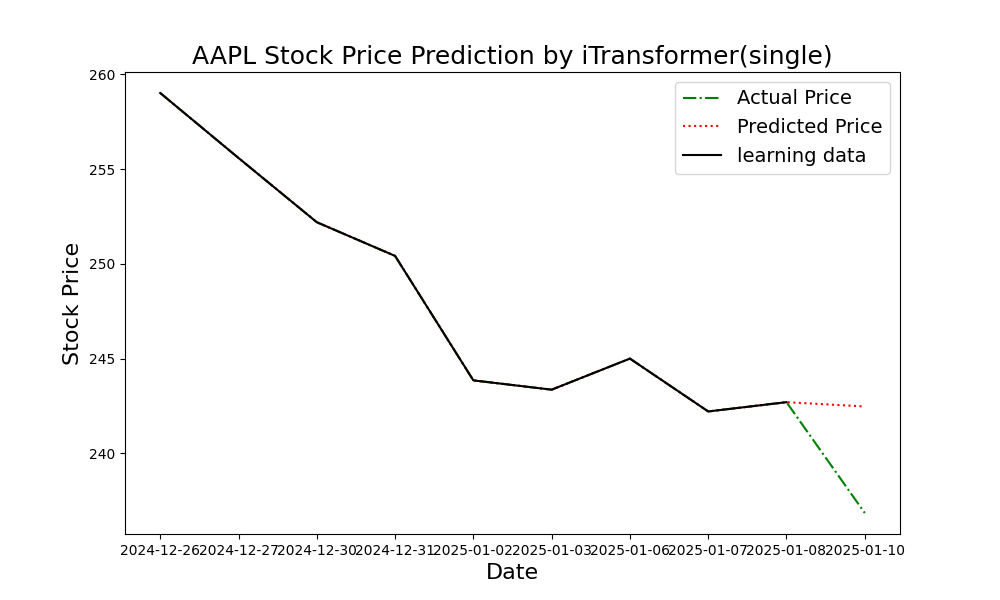 AAPL Stock Price Prediction by iTransformer(single)
260
255
250
245
240
Stock Price
Actual Price
Predicted Price
learning data
2024-12-26 2024-12-27 2024-12-30 2024-12-31 2025-01-02 2025-01-03 2025-01-06 2025-01-07 2025-01-08 2025-01-10
Date